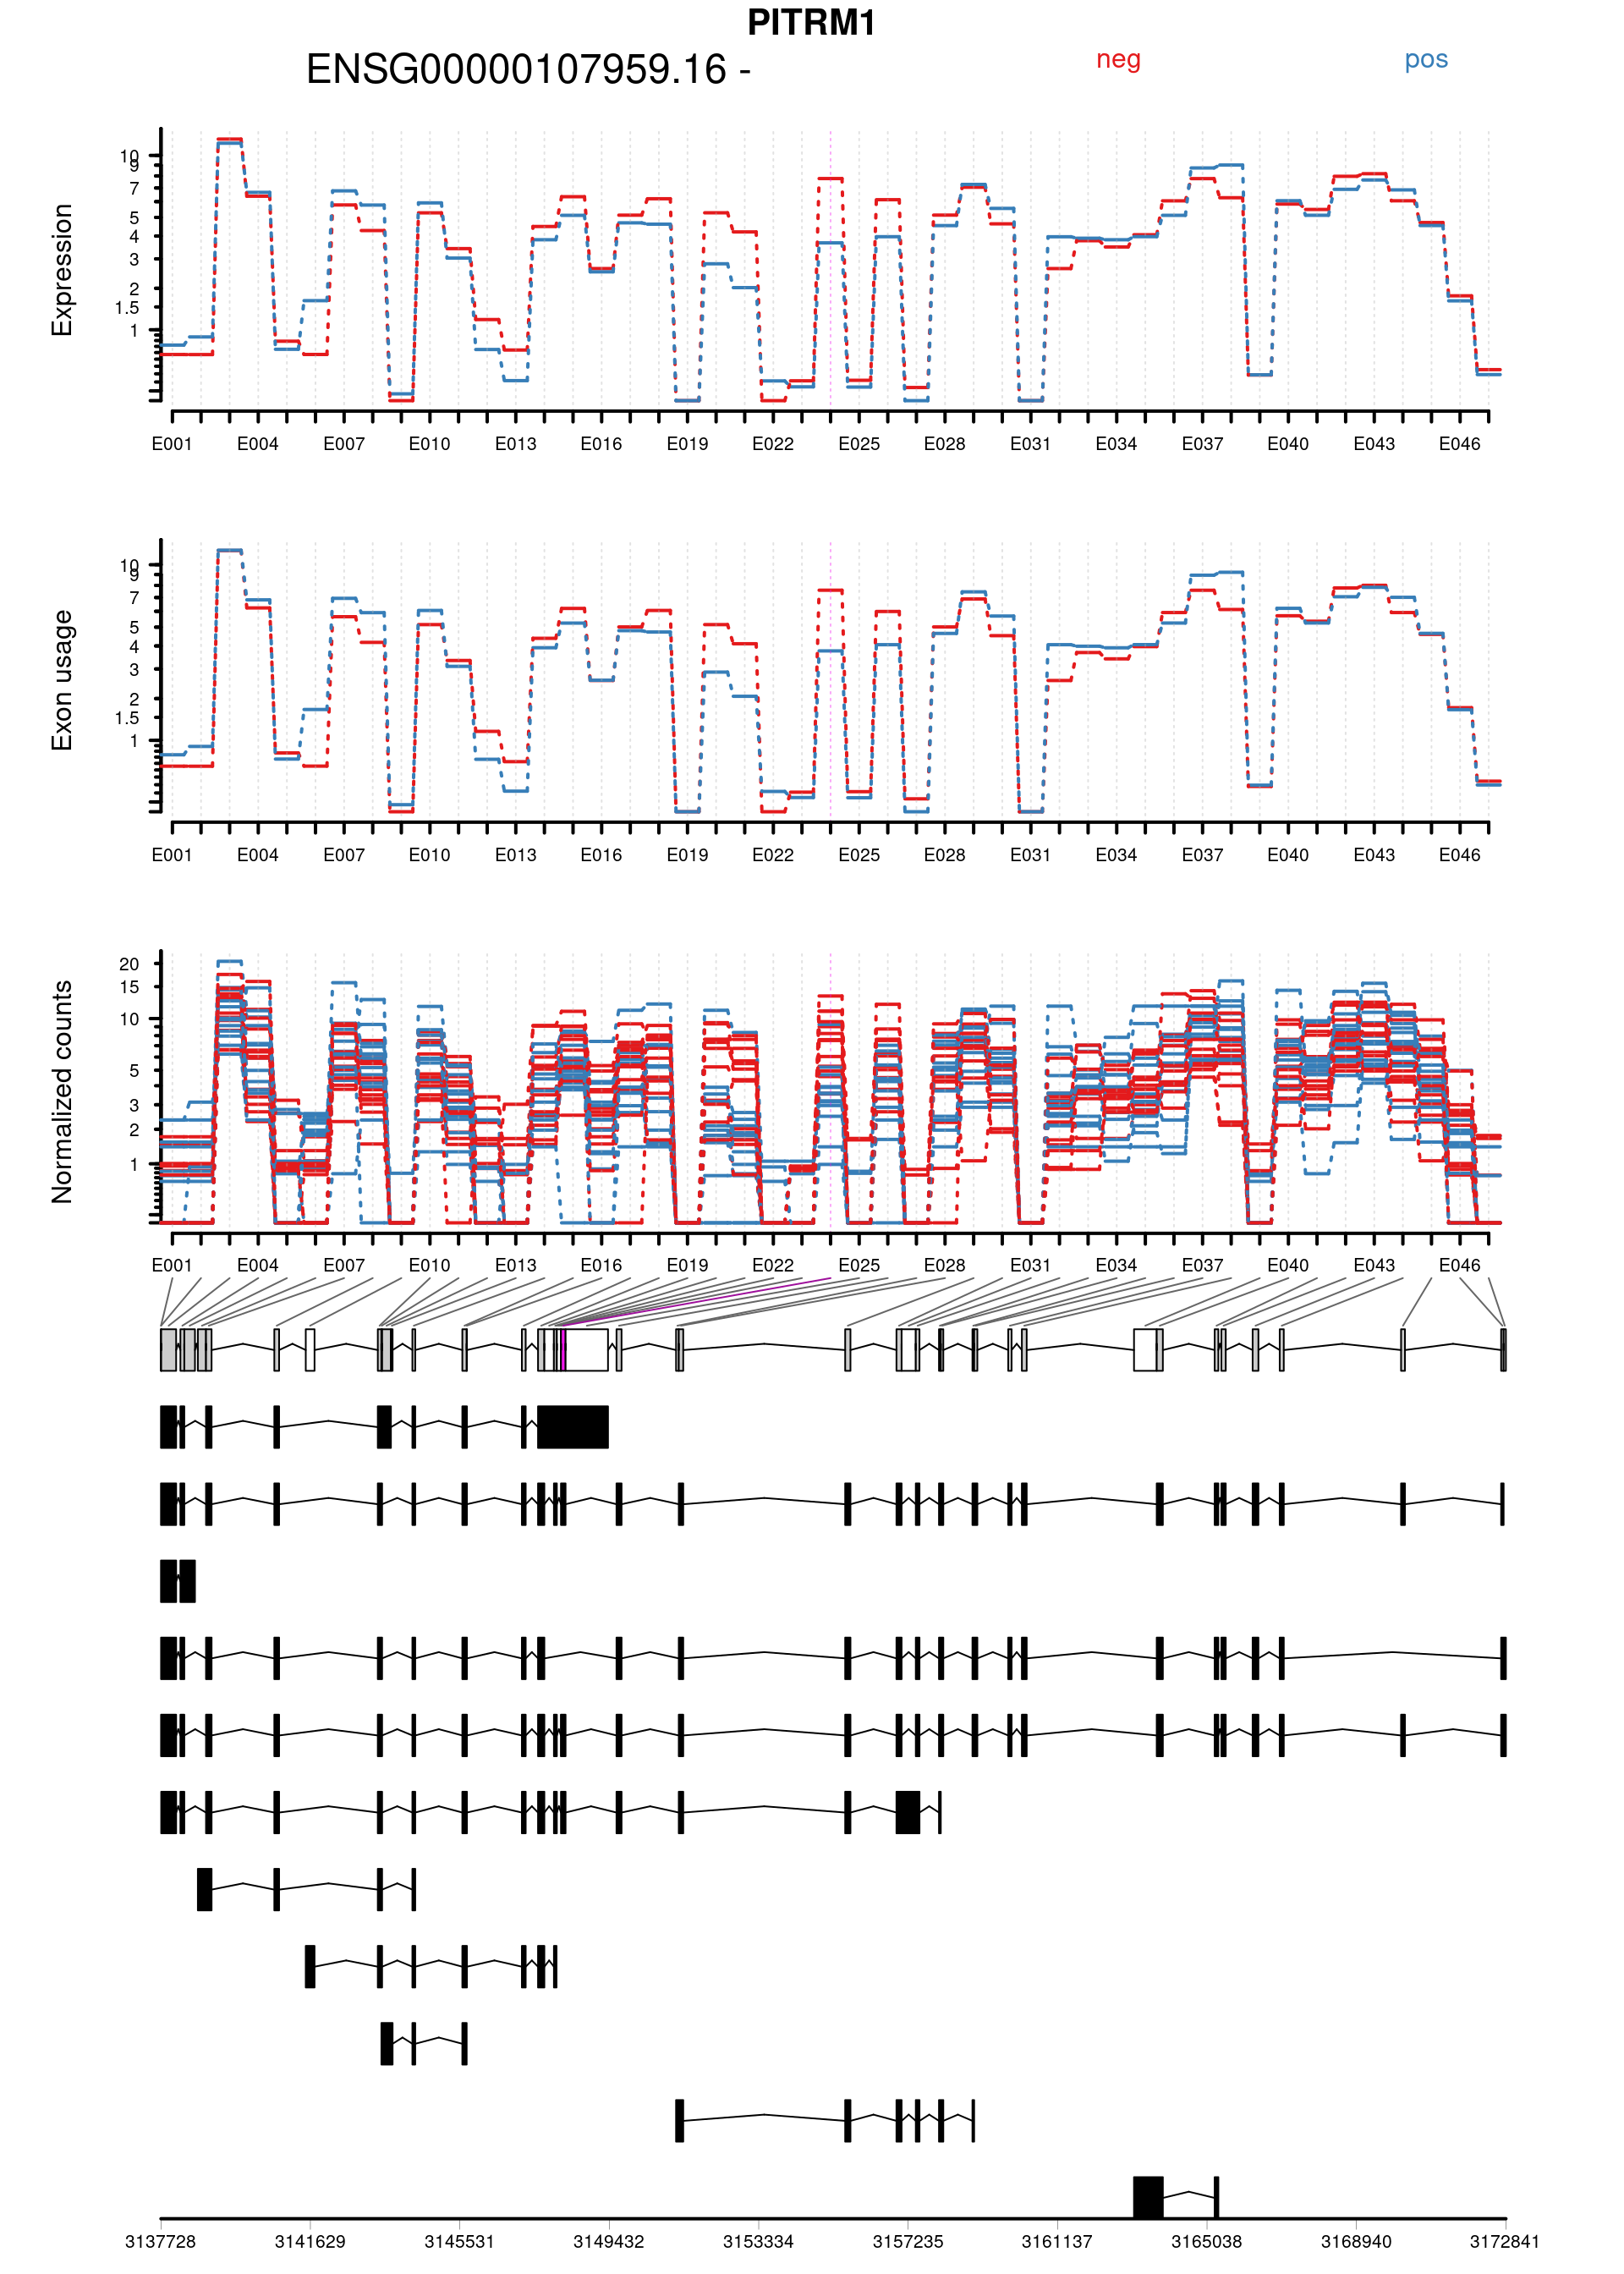 PITRM1
ENSG00000107959.16 -
neg
pos
Expression
10
9
7
5
4
3
2
1.5
1
E001 E004 E007 E010 E013 E016 E019 E022 E025 E028 E031 E034 E037 E040 E043 E046
Exon usage
10
9
7
5
4
3
2
1.5
1
E001 E004 E007 E010 E013 E016 E019 E022 E025 E028 E031 E034 E037 E040 E043 E046
Normalized counts
20
15
10
5
3
2
1
E001 E004 E007 E010 E013 E016 E019 E022 E025 E028 E031 E034 E037 E040 E043 E046
3137728 3141629 3145531 3149432 3153334 3157235 3161137 3165038 3168940 3172841